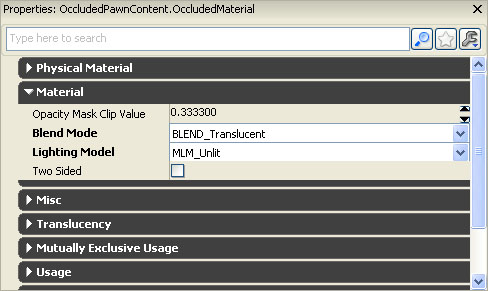 Properties: OccludedPawnContent.OccludedMaterial
Type here to search
Physical Material
Material
Opacity Mask Clip Value 0.333300
Blend Mode BLEND_Translucent
Lighting Model MLM_Unlit
Two Sided
Misc
Translucency
Mutually Exclusive Usage
Usage